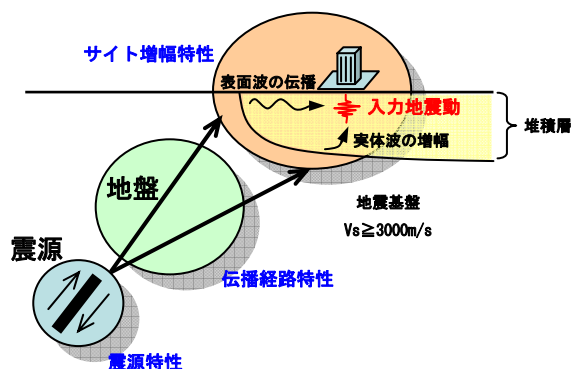 サイト増幅特性
表面波の伝播
入力地震動
実体波の増幅
堆積層
地盤
地震基盤
Vs≧3000m/s
震源
伝播経路特性
震源特性